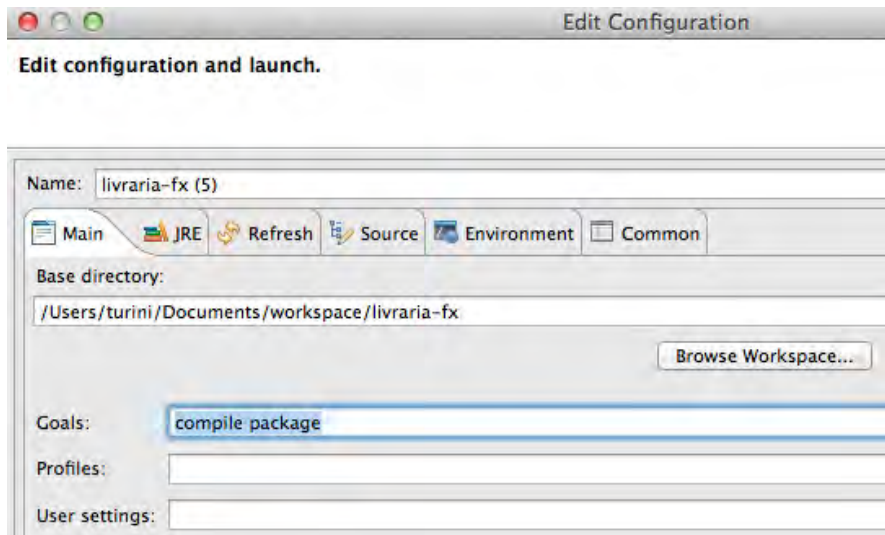 Edit Configuration
Edit configuration and launch.
Name: livraria-fx (5)
Main JRE Refresh Source Environment Common
Base directory:
/Users/turini/Documents/workspace/livraria-fx
Browse Workspace...
Goals: compile package
Profiles:
User settings: